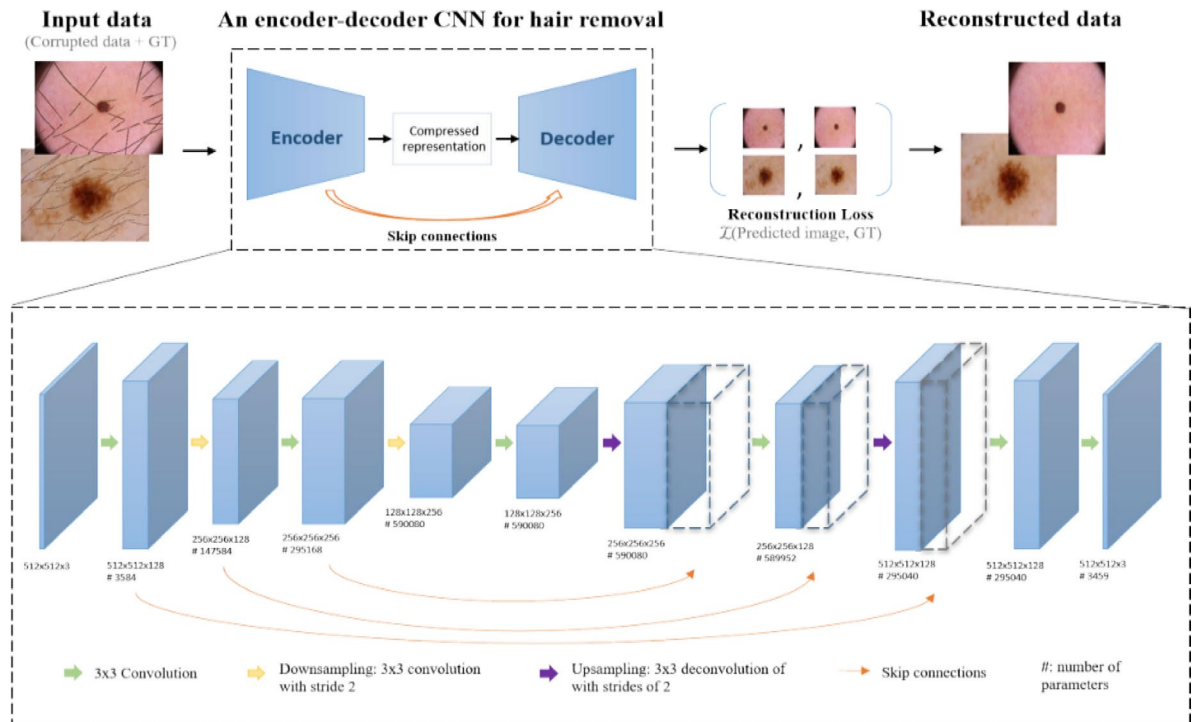 Input data
(Corrupted data + GT)
An encoder-decoder CNN for hair removal
Reconstructed data
Encoder
Compressed
representation
Decoder
Skip connections
,
,
Reconstruction Loss
ℒ(Predicted image, GT)
512x512x3
512x512x128
# 3584
256x256x128
# 147584
256x256x256
# 295168
128x128x256
# 590080
128x128x256
# 590080
256x256x256
# 590080
256x256x128
# 589952
512x512x128
# 295040
512x512x128
# 295040
512x512x3
# 3459
3x3 Convolution
Downsampling: 3x3 convolution
with stride 2
Upsampling: 3x3 deconvolution of
with strides of 2
Skip connections
#: number of
parameters